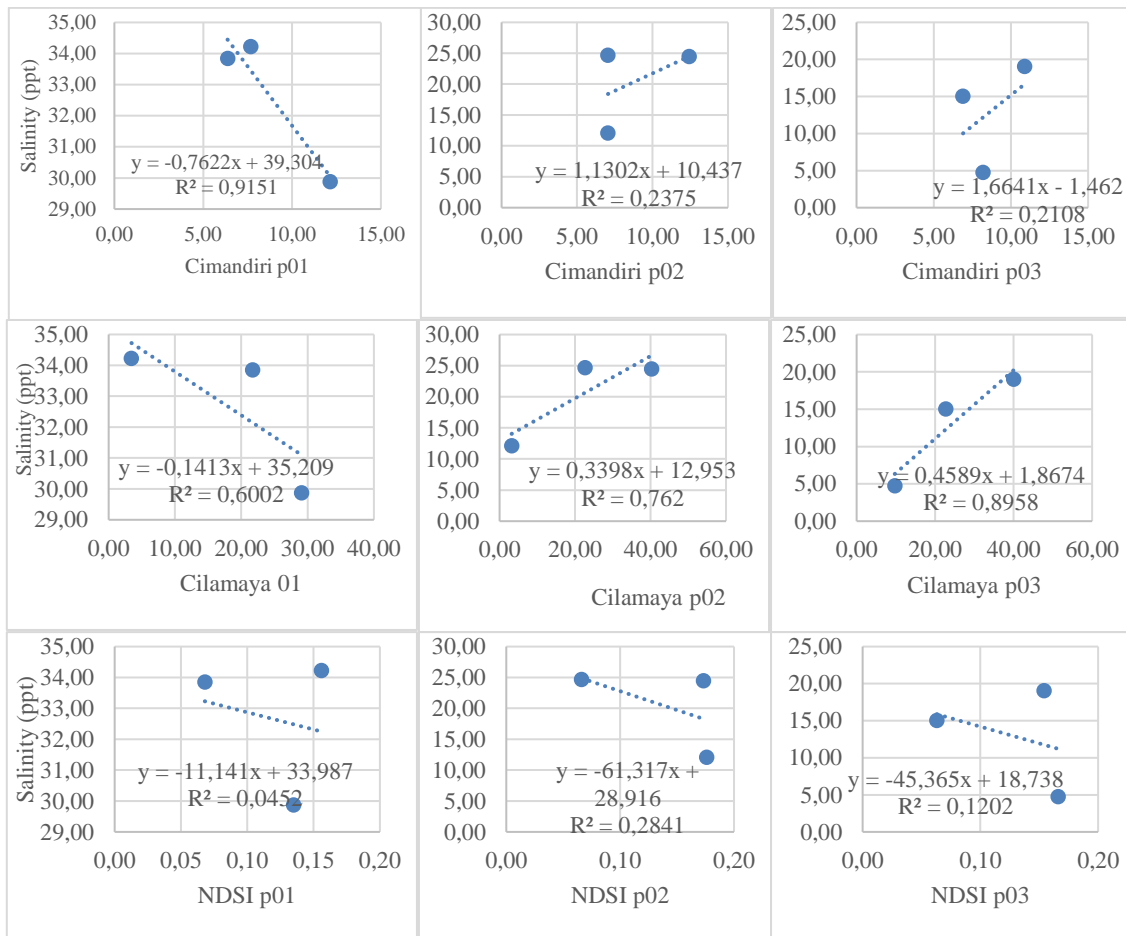 35,00
34,00
33,00
32,00
31,00
30,00
29,00
Salinity (ppt)
y = -0,7622x + 39,304
R² = 0,9151
0,00 5,00 10,00 15,00
Cimandiri p01
30,00
25,00
20,00
15,00
10,00
5,00
0,00
y = 1,1302x + 10,437
R² = 0,2375
0,00 5,00 10,00 15,00
Cimandiri p02
25,00
20,00
15,00
10,00
5,00
0,00
y = 1,6641x - 1,462
R² = 0,2108
0,00 5,00 10,00 15,00
Cimandiri p03
35,00
34,00
33,00
32,00
31,00
30,00
29,00
Salinity (ppt)
y = -0,1413x + 35,209
R² = 0,6002
0,00 10,00 20,00 30,00 40,00
Cilamaya 01
30,00
25,00
20,00
15,00
10,00
5,00
0,00
y = 0,3398x + 12,953
R² = 0,762
0,00 20,00 40,00 60,00
Cilamaya p02
25,00
20,00
15,00
10,00
5,00
0,00
y = 0,4589x + 1,8674
R² = 0,8958
0,00 20,00 40,00 60,00
Cilamaya p03
35,00
34,00
33,00
32,00
31,00
30,00
29,00
Salinity (ppt)
y = -11,141x + 33,987
R² = 0,0452
0,00 0,05 0,10 0,15 0,20
NDSI p01
30,00
25,00
20,00
15,00
10,00
5,00
0,00
y = -61,317x +
28,916
R² = 0,2841
0,00 0,10 0,20
NDSI p02
25,00
20,00
15,00
10,00
5,00
0,00
y = -45,365x + 18,738
R² = 0,1202
0,00 0,10 0,20
NDSI p03